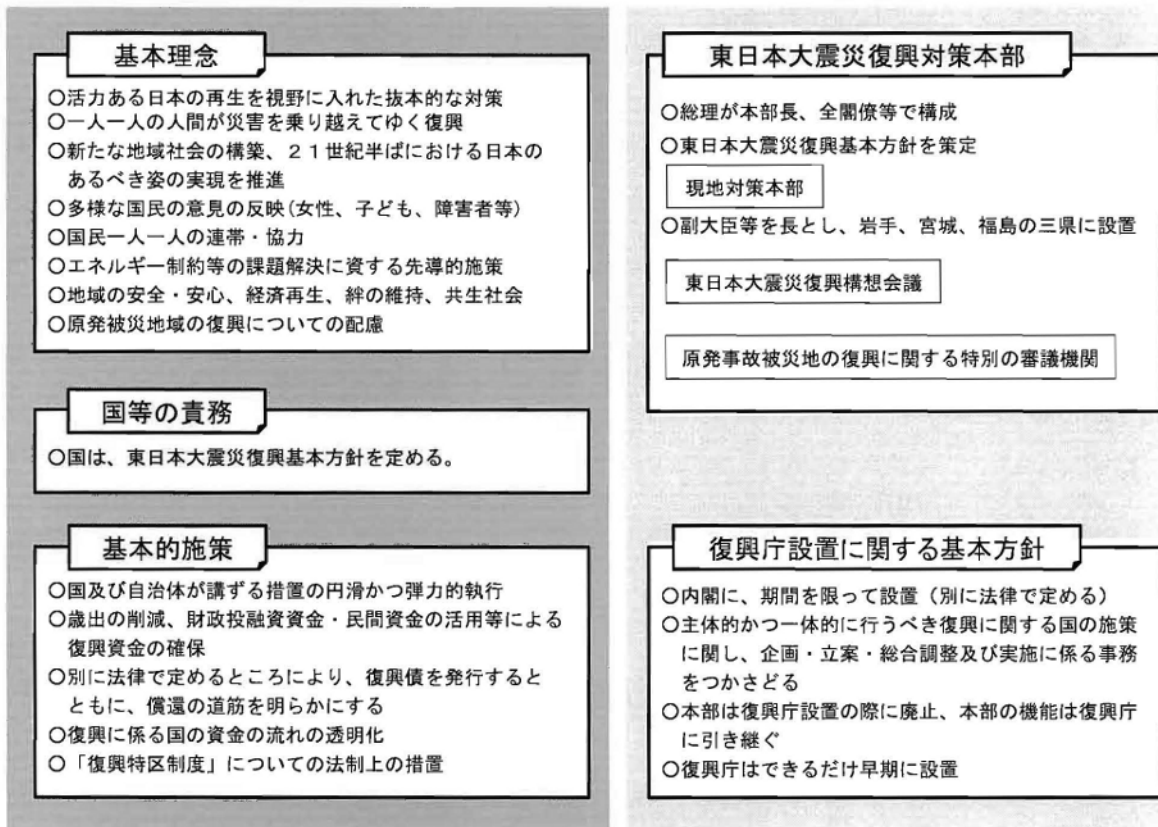 基本理念
○活力ある日本の再生を視野に入れた抜本的な対策
○一人一人の人間が災害を乗り越えてゆく復興
○新たな地域社会の構築、２１世紀半ばにおける日本の
あるべき姿の実現を推進
○多様な国民の意見の反映(女性、子ども、障害者等)
○国民一人一人の連帯・協力
○エネルギー制約等の課題解決に資する先導的施策
○地域の安全・安心、経済再生、絆の維持、共生社会
○原発被災地域の復興についての配慮
国等の責務
○国は、東日本大震災復興基本方針を定める。
基本的施策
○国及び自治体が講ずる措置の円滑かつ弾力的執行
○歳出の削減、財政投融資資金・民間資金の活用等による
復興資金の確保
○別に法律で定めるところにより、復興債を発行すると
ともに、償還の道筋を明らかにする
○復興に係る国の資金の流れの透明化
○「復興特区制度」についての法制上の措置
東日本大震災復興対策本部
○総理が本部長、全閣僚等で構成
○東日本大震災復興基本方針を策定
現地対策本部
○副大臣等を長とし、岩手、宮城、福島の三県に設置
東日本大震災復興構想会議
原発事故被災地の復興に関する特別の審議機関
復興庁設置に関する基本方針
○内閣に、期間を限って設置（別に法律で定める）
○主体的かつ一体的に行うべき復興に関する国の施策
に関し、企画・立案・総合調整及び実施に係る事務
をつかさどる
○本部は復興庁設置の際に廃止、本部の機能は復興庁
に引き継ぐ
○復興庁はできるだけ早期に設置